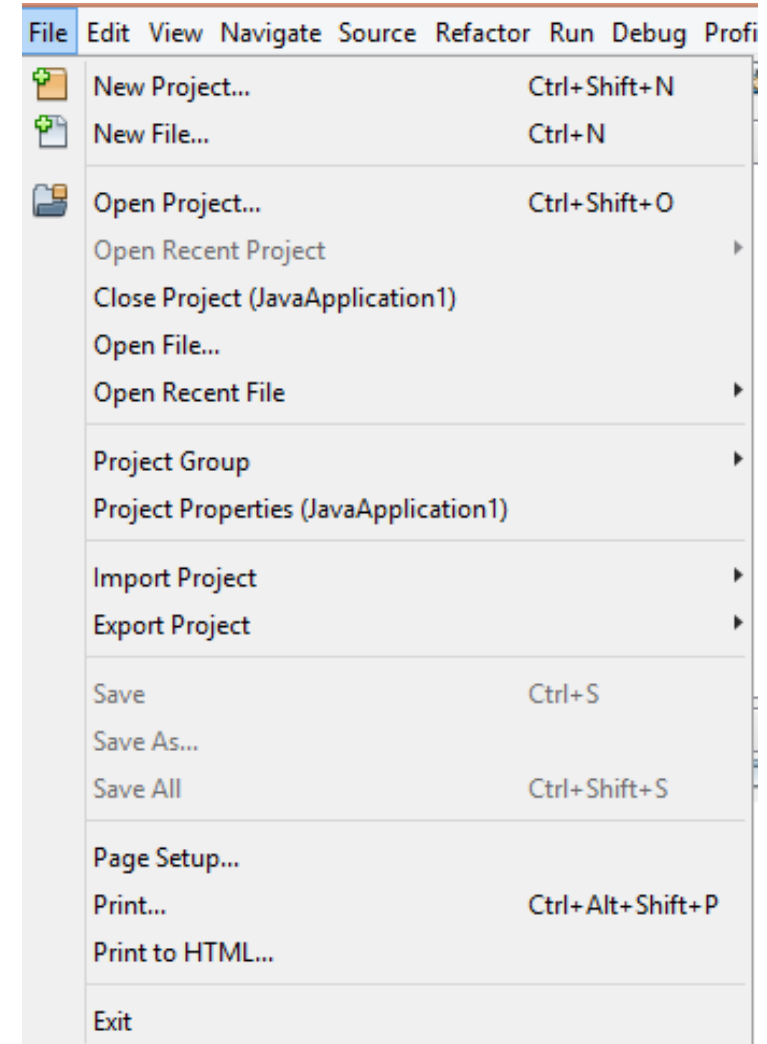 File Edit View Navigate Source Refactor Run Debug
New Project... Ctrl+Shift+N
New File... Ctrl+N
Open Project... Ctrl+Shift+O
Open Recent Project
Close Project (JavaApplication1)
Open File...
Open Recent File
Project Group
Project Properties (JavaApplication1)
Import Project
Export Project
Save Ctrl+S
Save As...
Save All Ctrl+Shift+S
Page Setup...
Print... Ctrl+Alt+Shift+P
Print to HTML...
Exit